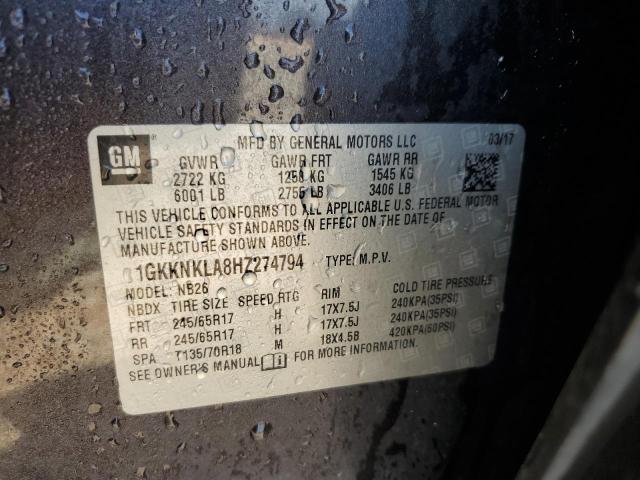 GM
MFD BY GENERAL MOTORS LLC 03/17
GVWR GAWR FRT GAWR RR
2722 KG 1250 KG 1545 KG
6001 LB 2755 LB 3406 LB
THIS VEHICLE CONFORMS TO ALL APPLICABLE U.S. FEDERAL MOTOR
VEHICLE SAFETY STANDARDS IN EFFECT ON THE DATE OF
MANUFACTURE SHOWN ABOVE.
1GKKNKLA8HZ274794 TYPE: M.P.V.
MODEL: NB26
NBDX TIRE SIZE SPEED RTG RIM COLD TIRE PRESSURE
FRT 245/65R17 H 17X7.5J 240KPA(35PSI)
RR 245/65R17 H 17X7.5J 240KPA(35PSI)
SPA T135/70R18 M 18X4.5B 420KPA(60PSI)
SEE OWNER'S MANUAL FOR MORE INFORMATION.